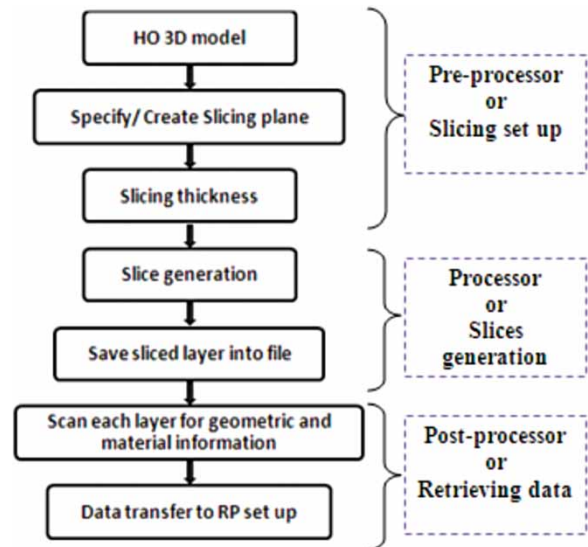 HO 3D model
Specify/ Create Slicing plane
Slicing thickness
Pre-processor
or
Slicing set up
Slice generation
Save sliced layer into file
Processor
or
Slices
generation
Scan each layer for geometric and
material information
Data transfer to RP set up
Post-processor
or
Retrieving data